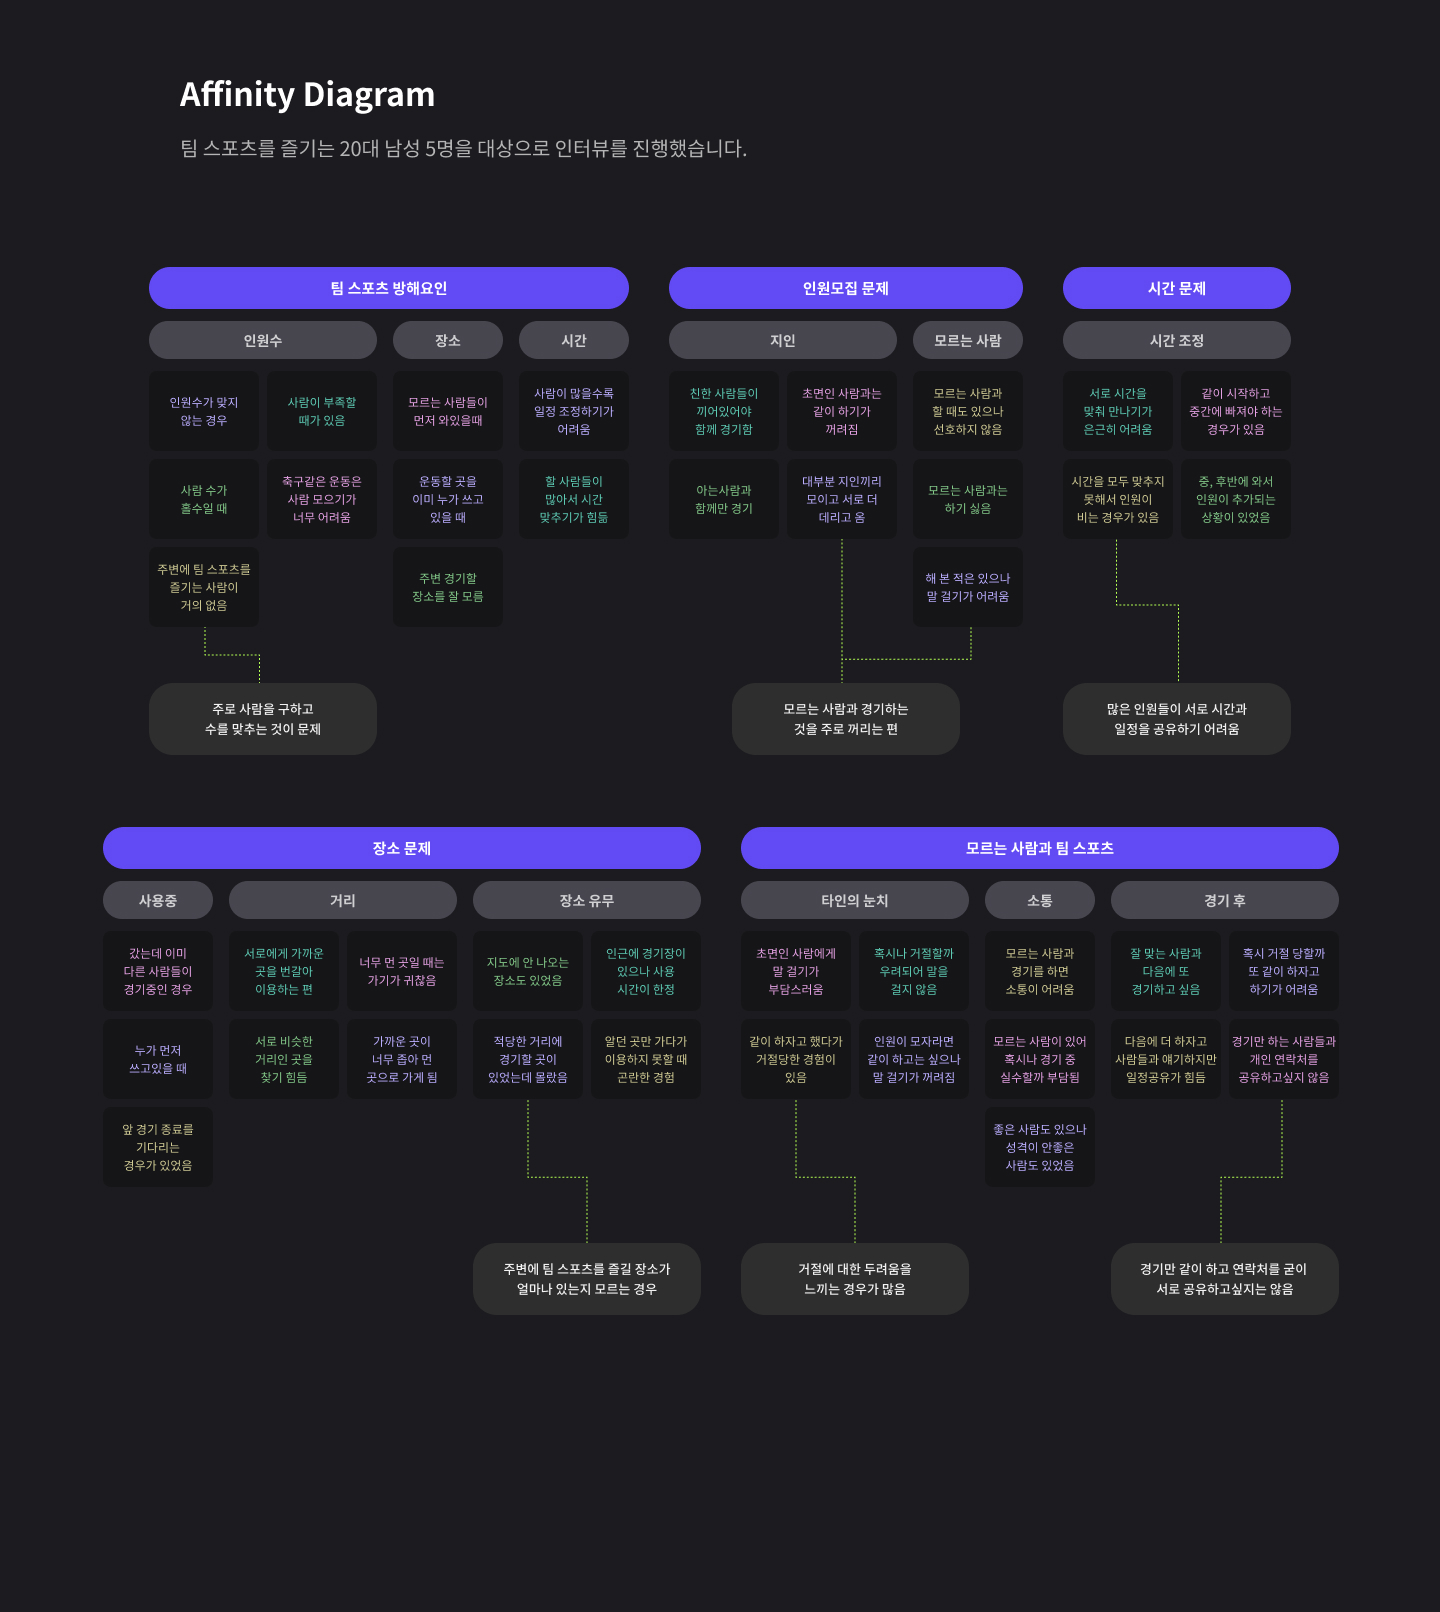 Affinity Diagram
팀 스포츠를 즐기는 20대 남성 5명을 대상으로 인터뷰를 진행했습니다.
팀 스포츠 방해요인
인원수
장소
시간
인원수가 맞지
않는 경우
사람이 부족할
때가 있음
모르는 사람들이
먼저 와있을때
사람이 많을수록
일정 조정하기가
어려움
사람 수가
홀수일 때
축구같은 운동은
사람 모으기가
너무 어려움
운동할 곳을
이미 누가 쓰고
있을 때
할 사람들이
많아서 시간
맞추기가 힘듦
주변에 팀 스포츠를
즐기는 사람이
거의 없음
주변 경기할
장소를 잘 모름
주로 사람을 구하고
수를 맞추는 것이 문제
인원모집 문제
지인
모르는 사람
친한 사람들이
끼어있어야
함께 경기함
초면인 사람과는
같이 하기가
꺼려짐
모르는 사람과
할 때도 있으나
선호하지 않음
아는사람과
함께만 경기
대부분 지인끼리
모이고 서로 더
데리고 옴
모르는 사람과는
하기 싫음
해 본 적은 있으나
말 걸기가 어려움
모르는 사람과 경기하는
것을 주로 꺼리는 편
시간 문제
시간 조정
서로 시간을
맞춰 만나기가
은근히 어려움
같이 시작하고
중간에 빠져야 하는
경우가 있음
시간을 모두 맞추지
못해서 인원이
비는 경우가 있음
중, 후반에 와서
인원이 추가되는
상황이 있었음
많은 인원들이 서로 시간과
일정을 공유하기 어려움
장소 문제
사용중
거리
장소 유무
갔는데 이미
다른 사람들이
경기중인 경우
서로에게 가까운
곳을 번갈아
이용하는 편
너무 먼 곳일 때는
가기가 귀찮음
지도에 안 나오는
장소도 있었음
인근에 경기장이
있으나 사용
시간이 한정
누가 먼저
쓰고있을 때
서로 비슷한
거리인 곳을
찾기 힘듬
가까운 곳이
너무 좁아 먼
곳으로 가게 됨
적당한 거리에
경기할 곳이
있었는데 몰랐음
알던 곳만 가다가
이용하지 못할 때
곤란한 경험
앞 경기 종료를
기다리는
경우가 있었음
주변에 팀 스포츠를 즐길 장소가
얼마나 있는지 모르는 경우
모르는 사람과 팀 스포츠
타인의 눈치
소통
경기 후
초면인 사람에게
말 걸기가
부담스러움
혹시나 거절할까
우려되어 말을
걸지 않음
모르는 사람과
경기를 하면
소통이 어려움
잘 맞는 사람과
다음에 또
경기하고 싶음
혹시 거절 당할까
또 같이 하자고
하기가 어려움
같이 하자고 했다가
거절당한 경험이
있음
인원이 모자라면
같이 하고는 싶으나
말 걸기가 꺼려짐
모르는 사람이 있어
혹시나 경기 중
실수할까 부담됨
다음에 더 하자고
사람들과 얘기하지만
일정공유가 힘듬
경기만 하는 사람들과
개인 연락처를
공유하고싶지 않음
좋은 사람도 있으나
성격이 안좋은
사람도 있었음
거절에 대한 두려움을
느끼는 경우가 많음
경기만 같이 하고 연락처를 굳이
서로 공유하고싶지는 않음